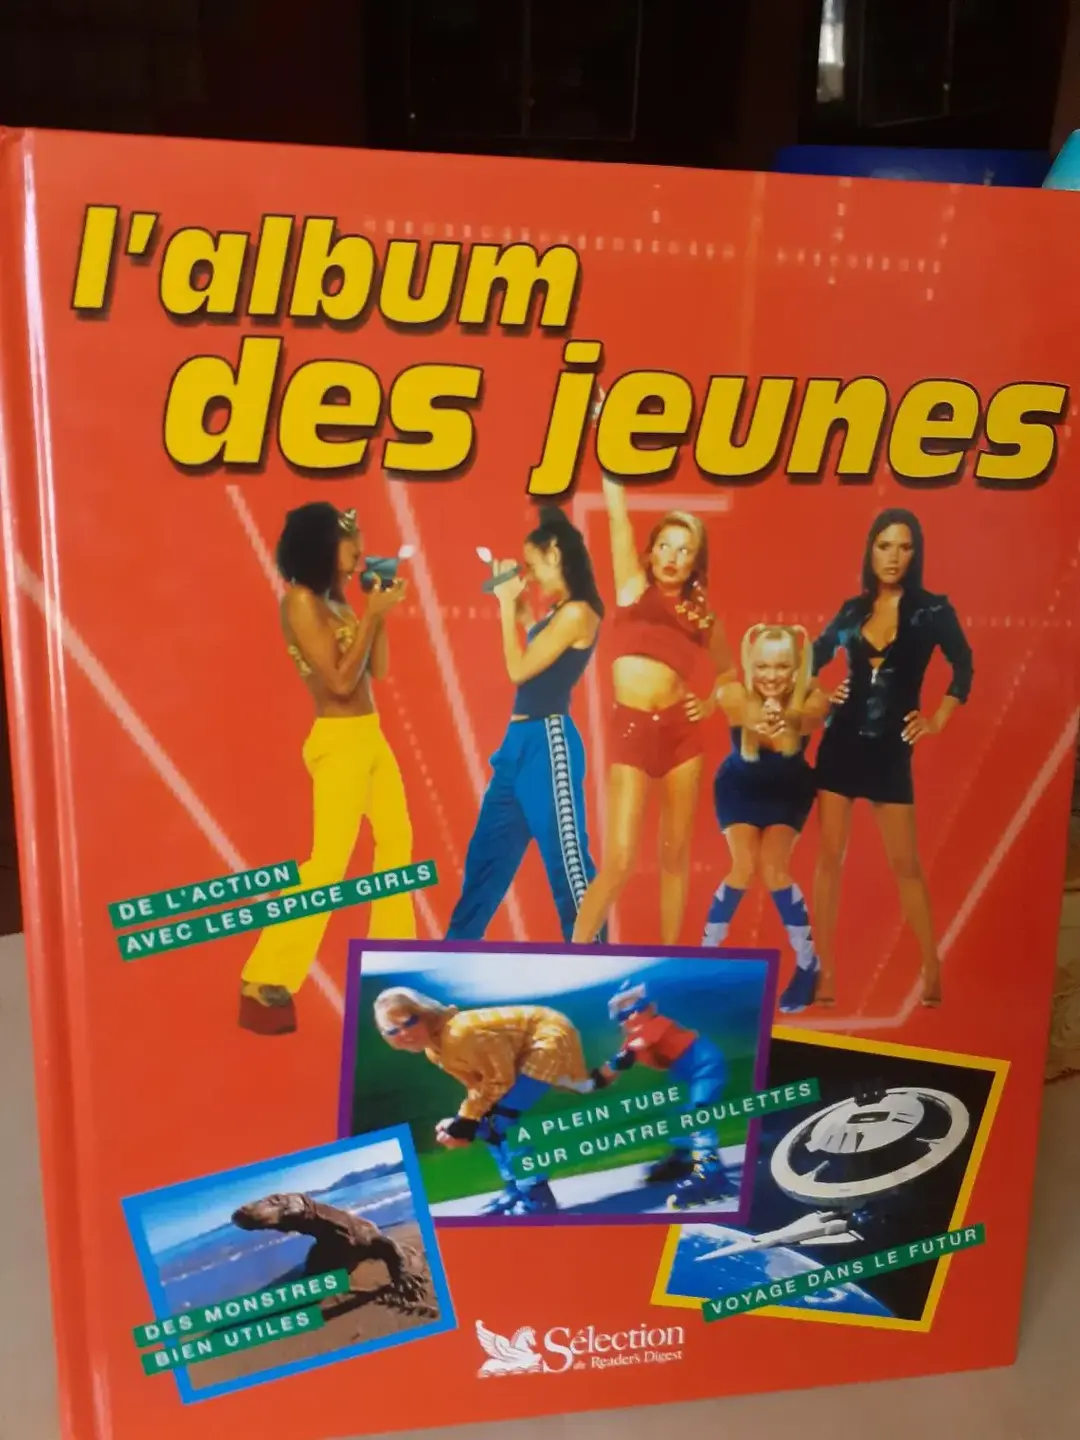 l'album
des jeunes
DE L'ACTION
AVEC LES SPICE GIRLS
A PLEIN TUBE
SUR QUATRE ROULETTES
DES MONSTRES
BIEN UTILES
VOYAGE DANS LE FUTUR
Sélection
du Reader's Digest